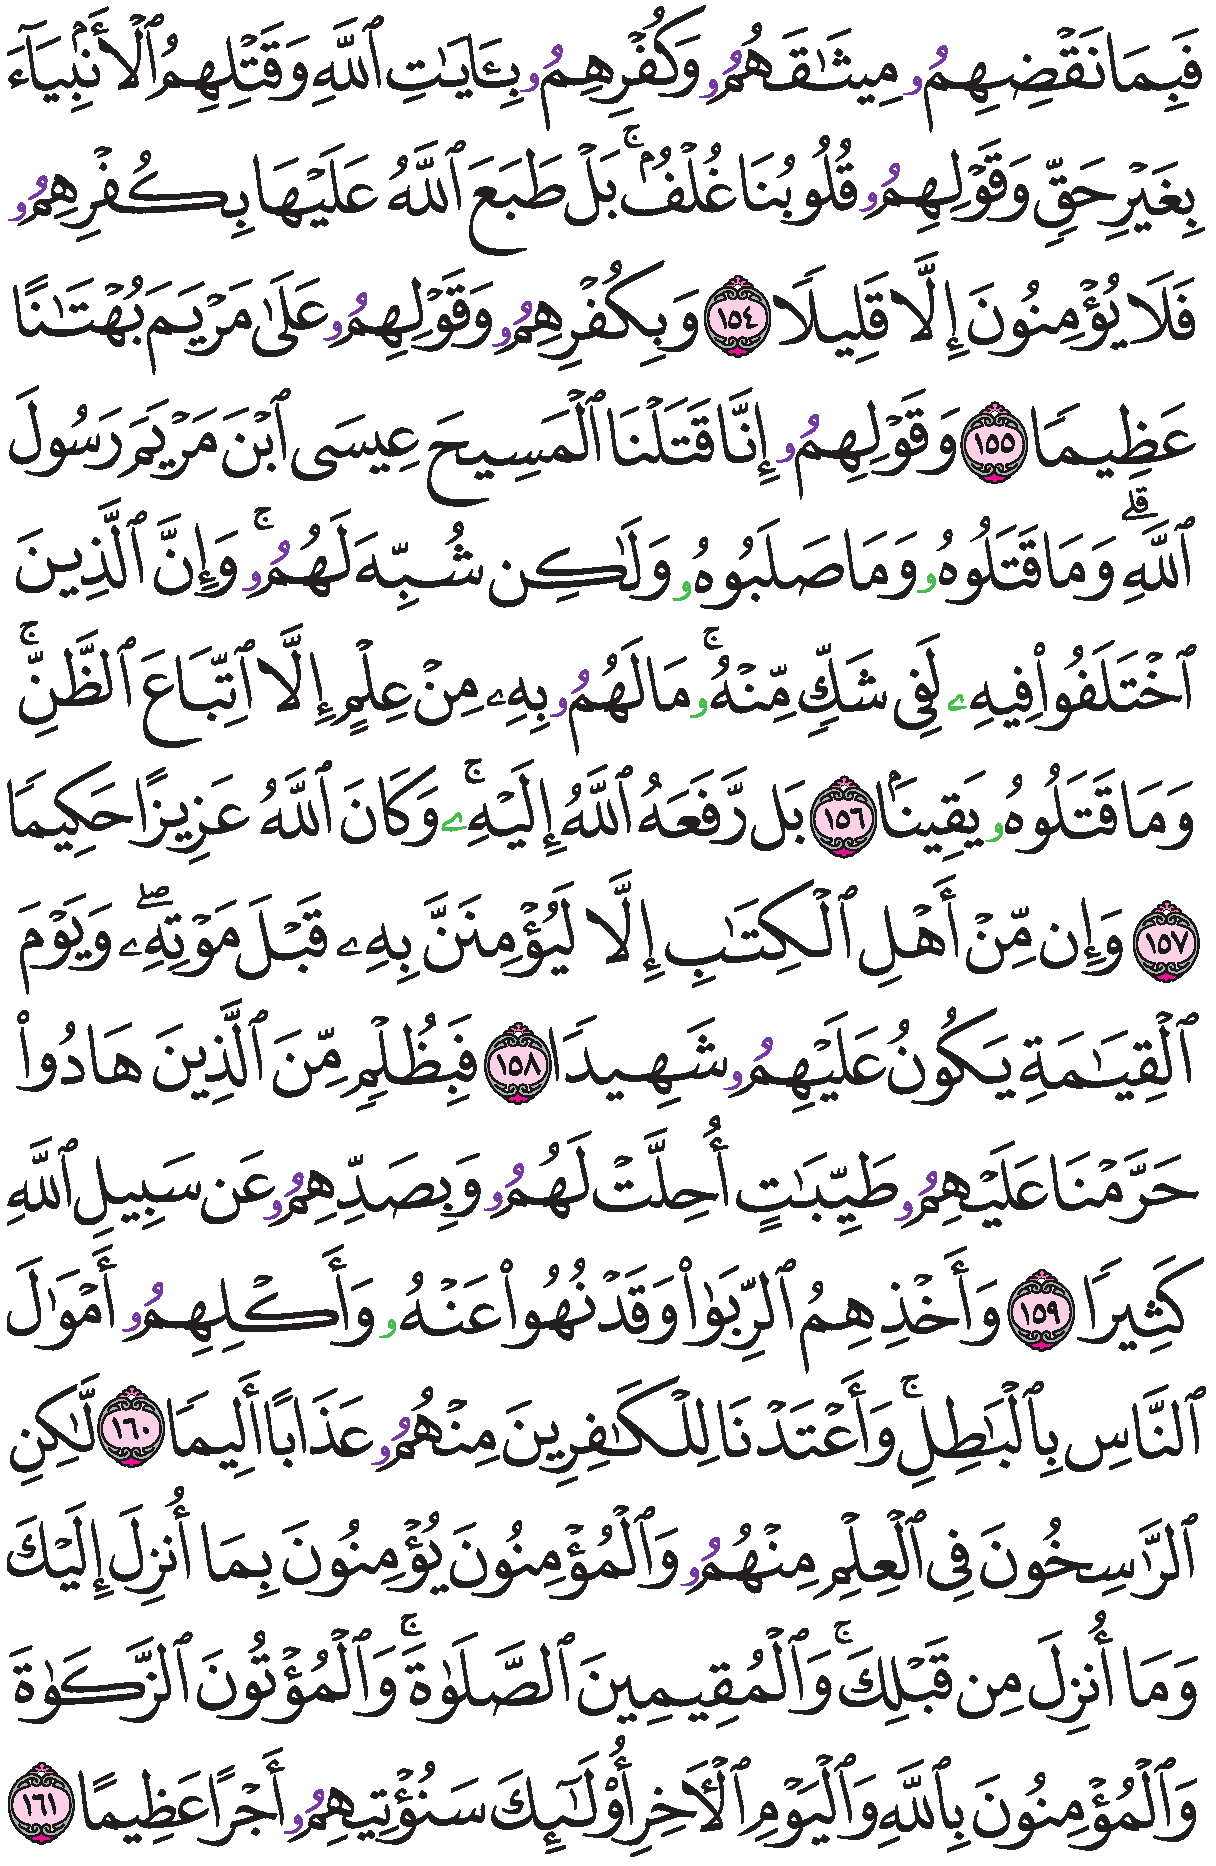 فَبِمَا نَقْضِهِمُۥ مِيثَٰقَهُمُۥ وَكُفْرِهِمُۥ بِـَٔايَٰتِ ٱللَّهِ وَقَتْلِهِمُ ٱلْأَنۢبِيَآءَ
بِغَيْرِ حَقٍّ وَقَوْلِهِمُۥ قُلُوبُنَا غُلْفُۢ ۚ بَلْ طَبَعَ ٱللَّهُ عَلَيْهَا بِكُفْرِهِمُۥ
فَلَا يُؤْمِنُونَ إِلَّا قَلِيلًا ١٥٤ وَبِكُفْرِهِمُۥ وَقَوْلِهِمُۥ عَلَىٰ مَرْيَمَ بُهْتَٰنًا
عَظِيمًا ١٥٥ وَقَوْلِهِمُۥ إِنَّا قَتَلْنَا ٱلْمَسِيحَ عِيسَى ٱبْنَ مَرْيَمَ رَسُولَ
ٱللَّهِ ۗ وَمَا قَتَلُوهُۥ وَمَا صَلَبُوهُۥ وَلَٰكِن شُبِّهَ لَهُمُۥ ۚ وَإِنَّ ٱلَّذِينَ
ٱخْتَلَفُوا۟ فِيهِۦ لَفِى شَكٍّ مِّنْهُۥ ۚ مَا لَهُمُۥ بِهِۦ مِنْ عِلْمٍ إِلَّا ٱتِّبَاعَ ٱلظَّنِّ ۚ
وَمَا قَتَلُوهُۥ يَقِينَۢا ١٥٦ بَل رَّفَعَهُ ٱللَّهُ إِلَيْهِۦ ۚ وَكَانَ ٱللَّهُ عَزِيزًا حَكِيمًا
١٥٧ وَإِن مِّنْ أَهْلِ ٱلْكِتَٰبِ إِلَّا لَيُؤْمِنَنَّ بِهِۦ قَبْلَ مَوْتِهِۦ ۖ وَيَوْمَ
ٱلْقِيَٰمَةِ يَكُونُ عَلَيْهِمُۥ شَهِيدًا ١٥٨ فَبِظُلْمٍ مِّنَ ٱلَّذِينَ هَادُوا۟
حَرَّمْنَا عَلَيْهِمُۥ طَيِّبَٰتٍ أُحِلَّتْ لَهُمُۥ وَبِصَدِّهِمُۥ عَن سَبِيلِ ٱللَّهِ
كَثِيرًا ١٥٩ وَأَخْذِهِمُ ٱلرِّبَوٰا۟ وَقَدْ نُهُوا۟ عَنْهُۥ وَأَكْلِهِمُۥ أَمْوَٰلَ
ٱلنَّاسِ بِٱلْبَٰطِلِ ۚ وَأَعْتَدْنَا لِلْكَٰفِرِينَ مِنْهُمُۥ عَذَابًا أَلِيمًا ١٦٠ لَّٰكِنِ
ٱلرَّٰسِخُونَ فِى ٱلْعِلْمِ مِنْهُمُۥ وَٱلْمُؤْمِنُونَ يُؤْمِنُونَ بِمَا أُنزِلَ إِلَيْكَ
وَمَا أُنزِلَ مِن قَبْلِكَ ۚ وَٱلْمُقِيمِينَ ٱلصَّلَوٰةَ ۚ وَٱلْمُؤْتُونَ ٱلزَّكَوٰةَ
وَٱلْمُؤْمِنُونَ بِٱللَّهِ وَٱلْيَوْمِ ٱلْأَخِرِ أُو۟لَٰٓئِكَ سَنُؤْتِيهِمُۥ أَجْرًا عَظِيمًا ١٦١